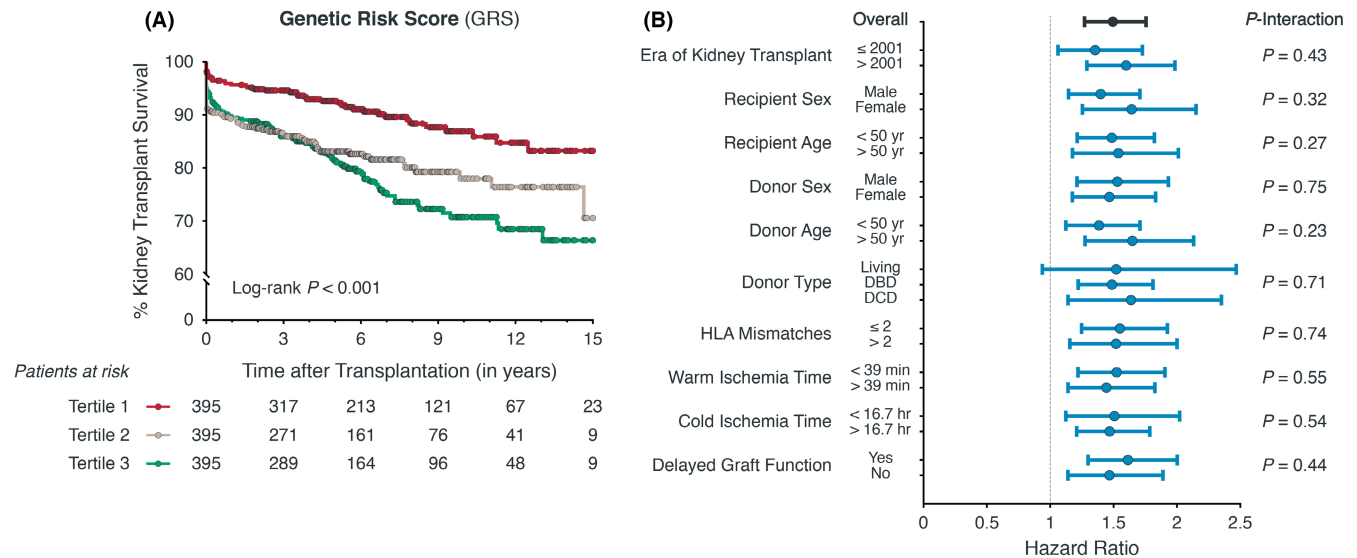 (A)
Genetic Risk Score (GRS)
100
90
80
70
60
0
% Kidney Transplant Survival
Log-rank P < 0.001
0 3 6 9 12 15
Patients at risk
Time after Transplantation (in years)
Tertile 1 395 317 213 121 67 23
Tertile 2 395 271 161 76 41 9
Tertile 3 395 289 164 96 48 9
(B)
Overall
P-Interaction
Era of Kidney Transplant
≤ 2001
> 2001
P = 0.43
Recipient Sex
Male
Female
P = 0.32
Recipient Age
< 50 yr
> 50 yr
P = 0.27
Donor Sex
Male
Female
P = 0.75
Donor Age
< 50 yr
> 50 yr
P = 0.23
Donor Type
Living
DBD
DCD
P = 0.71
HLA Mismatches
≤ 2
> 2
P = 0.74
Warm Ischemia Time
< 39 min
> 39 min
P = 0.55
Cold Ischemia Time
< 16.7 hr
> 16.7 hr
P = 0.54
Delayed Graft Function
Yes
No
P = 0.44
0 0.5 1 1.5 2 2.5
Hazard Ratio